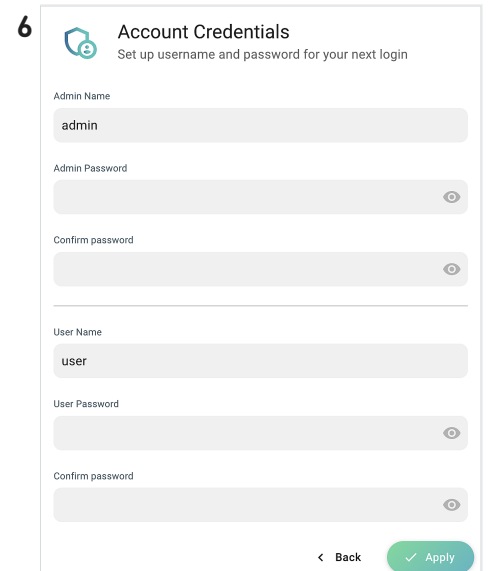 6
Account Credentials
Set up username and password for your next login
Admin Name
admin
Admin Password
Confirm password
User Name
user
User Password
Confirm password
Back
Apply